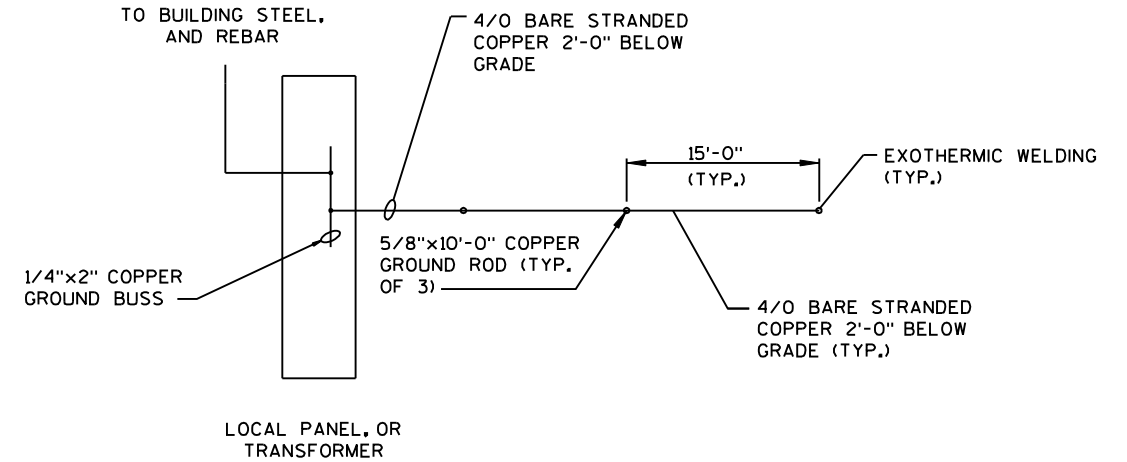 TO BUILDING STEEL,
AND REBAR
4/0 BARE STRANDED
COPPER 2'-0" BELOW
GRADE
15'-0"
(TYP.)
EXOTHERMIC WELDING
(TYP.)
5/8"x10'-0" COPPER
GROUND ROD (TYP.
OF 3)
1/4"x2" COPPER
GROUND BUSS
4/0 BARE STRANDED
COPPER 2'-0" BELOW
GRADE (TYP.)
LOCAL PANEL, OR
TRANSFORMER